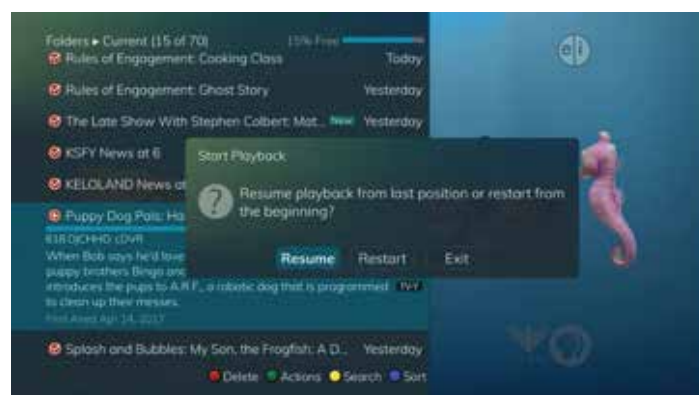 Folders ▸ Current (15 of 70) 15% Free
Rules of Engagement: Cooking Class Today
Rules of Engagement: Ghost Story Yesterday
The Late Show With Stephen Colbert: Mat... New Yesterday
KSFY News at 6
KELOLAND News at
Start Playback
Resume playback from last position or restart from
the beginning?
Resume Restart Exit
Puppy Dog Pals: Ha
618 DJCHHD cDVR
When Bob says he'd love
puppy brothers Bingo and
introduces the pups to A.R.F., a robotic dog that is programmed TV-Y
to clean up their messes.
First Aired Apr 14, 2017
Splash and Bubbles: My Son, the Frogfish: A D... Yesterday
Delete Actions Search Sort
e i